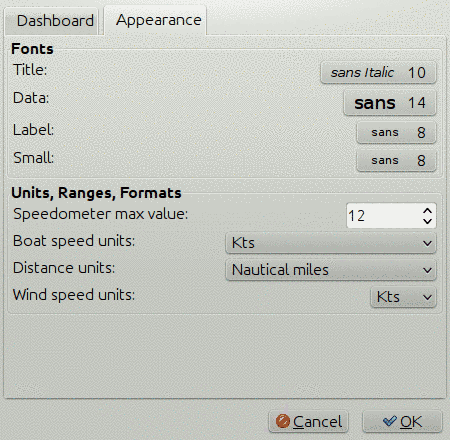 Dashboard Appearance
Fonts
Title: sans Italic 10
Data: sans 14
Label: sans 8
Small: sans 8
Units, Ranges, Formats
Speedometer max value: 12
Boat speed units: Kts
Distance units: Nautical miles
Wind speed units: Kts
Cancel OK